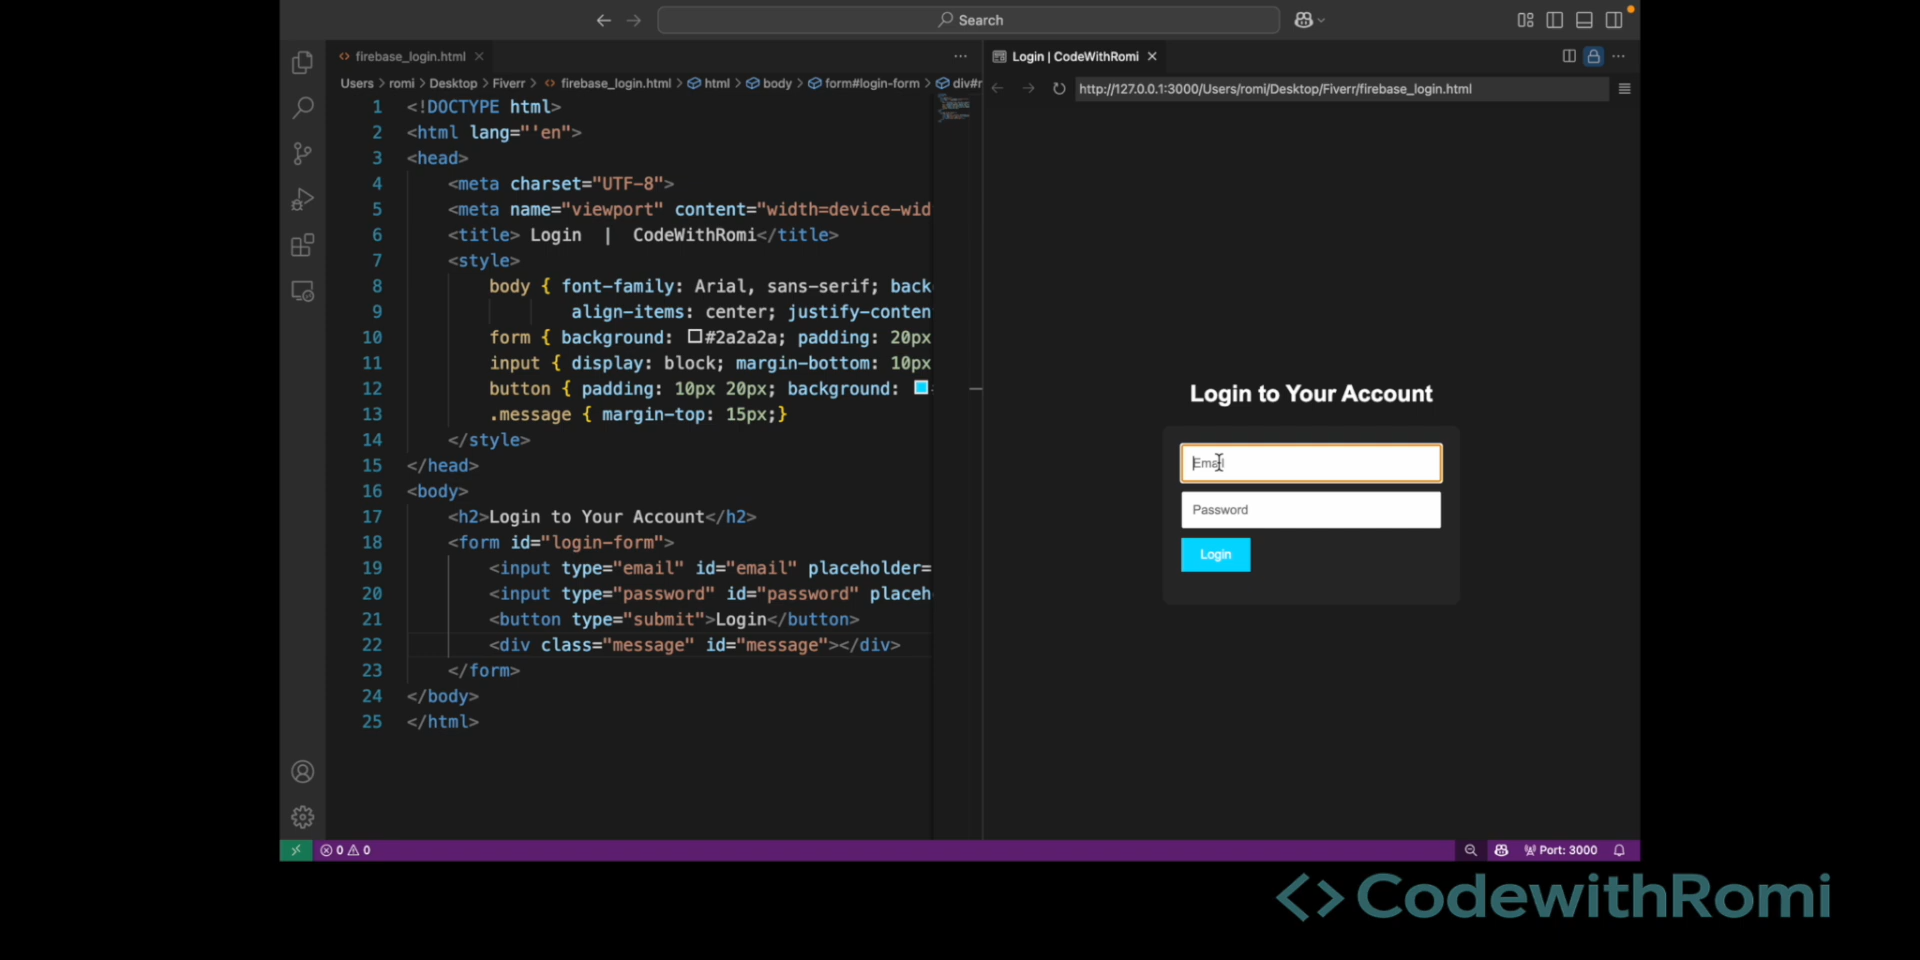 Search
firebase_login.html
Users > romi > Desktop > Fiverr > firebase_login.html > html > body > form#login-form > div#r
1 <!DOCTYPE html>
2 <html lang="'en">
3 <head>
4 <meta charset="UTF-8">
5 <meta name="viewport" content="width=device-wid
6 <title> Login | CodeWithRomi</title>
7 <style>
8 body { font-family: Arial, sans-serif; back
9 align-items: center; justify-conten
10 form { background: #2a2a2a; padding: 20px
11 input { display: block; margin-bottom: 10px
12 button { padding: 10px 20px; background:
13 .message { margin-top: 15px;}
14 </style>
15 </head>
16 <body>
17 <h2>Login to Your Account</h2>
18 <form id="login-form">
19 <input type="email" id="email" placeholder=
20 <input type="password" id="password" placeh
21 <button type="submit">Login</button>
22 <div class="message" id="message"></div>
23 </form>
24 </body>
25 </html>
Login | CodeWithRomi
http://127.0.0.1:3000/Users/romi/Desktop/Fiverr/firebase_login.html
Login to Your Account
Email
Password
Login
0 0
Port: 3000
<> CodewithRomi